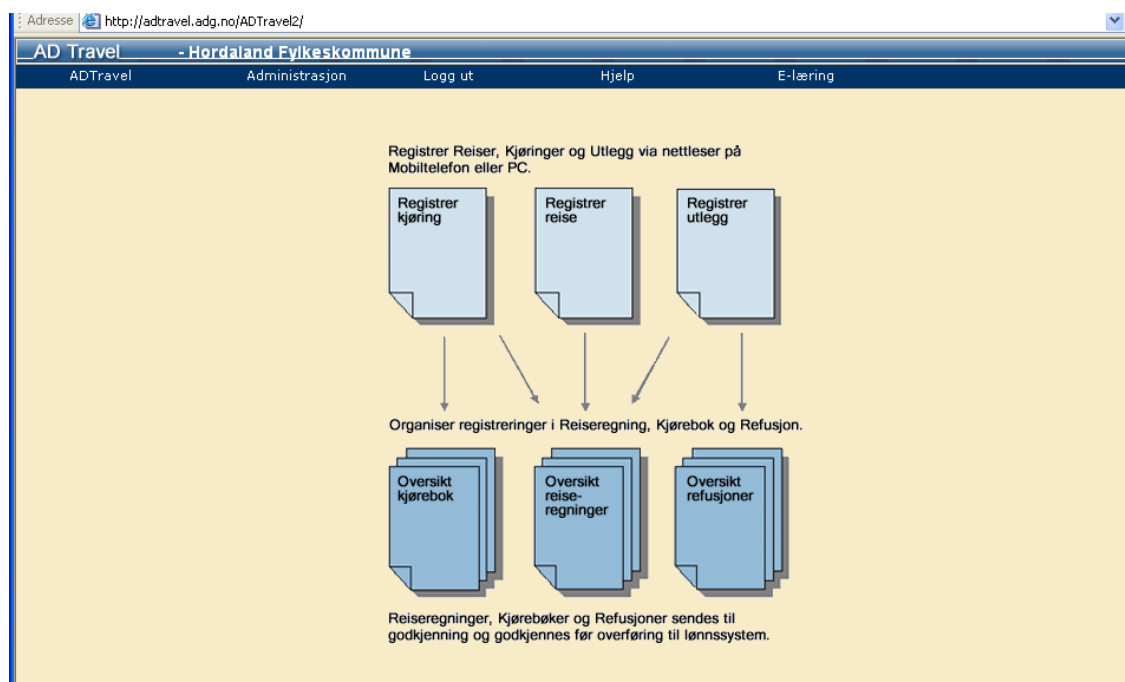 Adresse http://adtravel.adg.no/ADTravel2/
AD Travel - Hordaland Fylkeskommune
ADTravel Administrasjon Logg ut Hjelp E-læring
Registrer Reiser, Kjøringer og Utlegg via nettleser på
Mobiltelefon eller PC.
Registrer
kjøring
Registrer
reise
Registrer
utlegg
Organiser registreringer i Reiseregning, Kjørebok og Refusjon.
Oversikt
kjørebok
Oversikt
reise-
regninger
Oversikt
refusjoner
Reiseregninger, Kjørebøker og Refusjoner sendes til
godkjenning og godkjennes før overføring til lønnssystem.